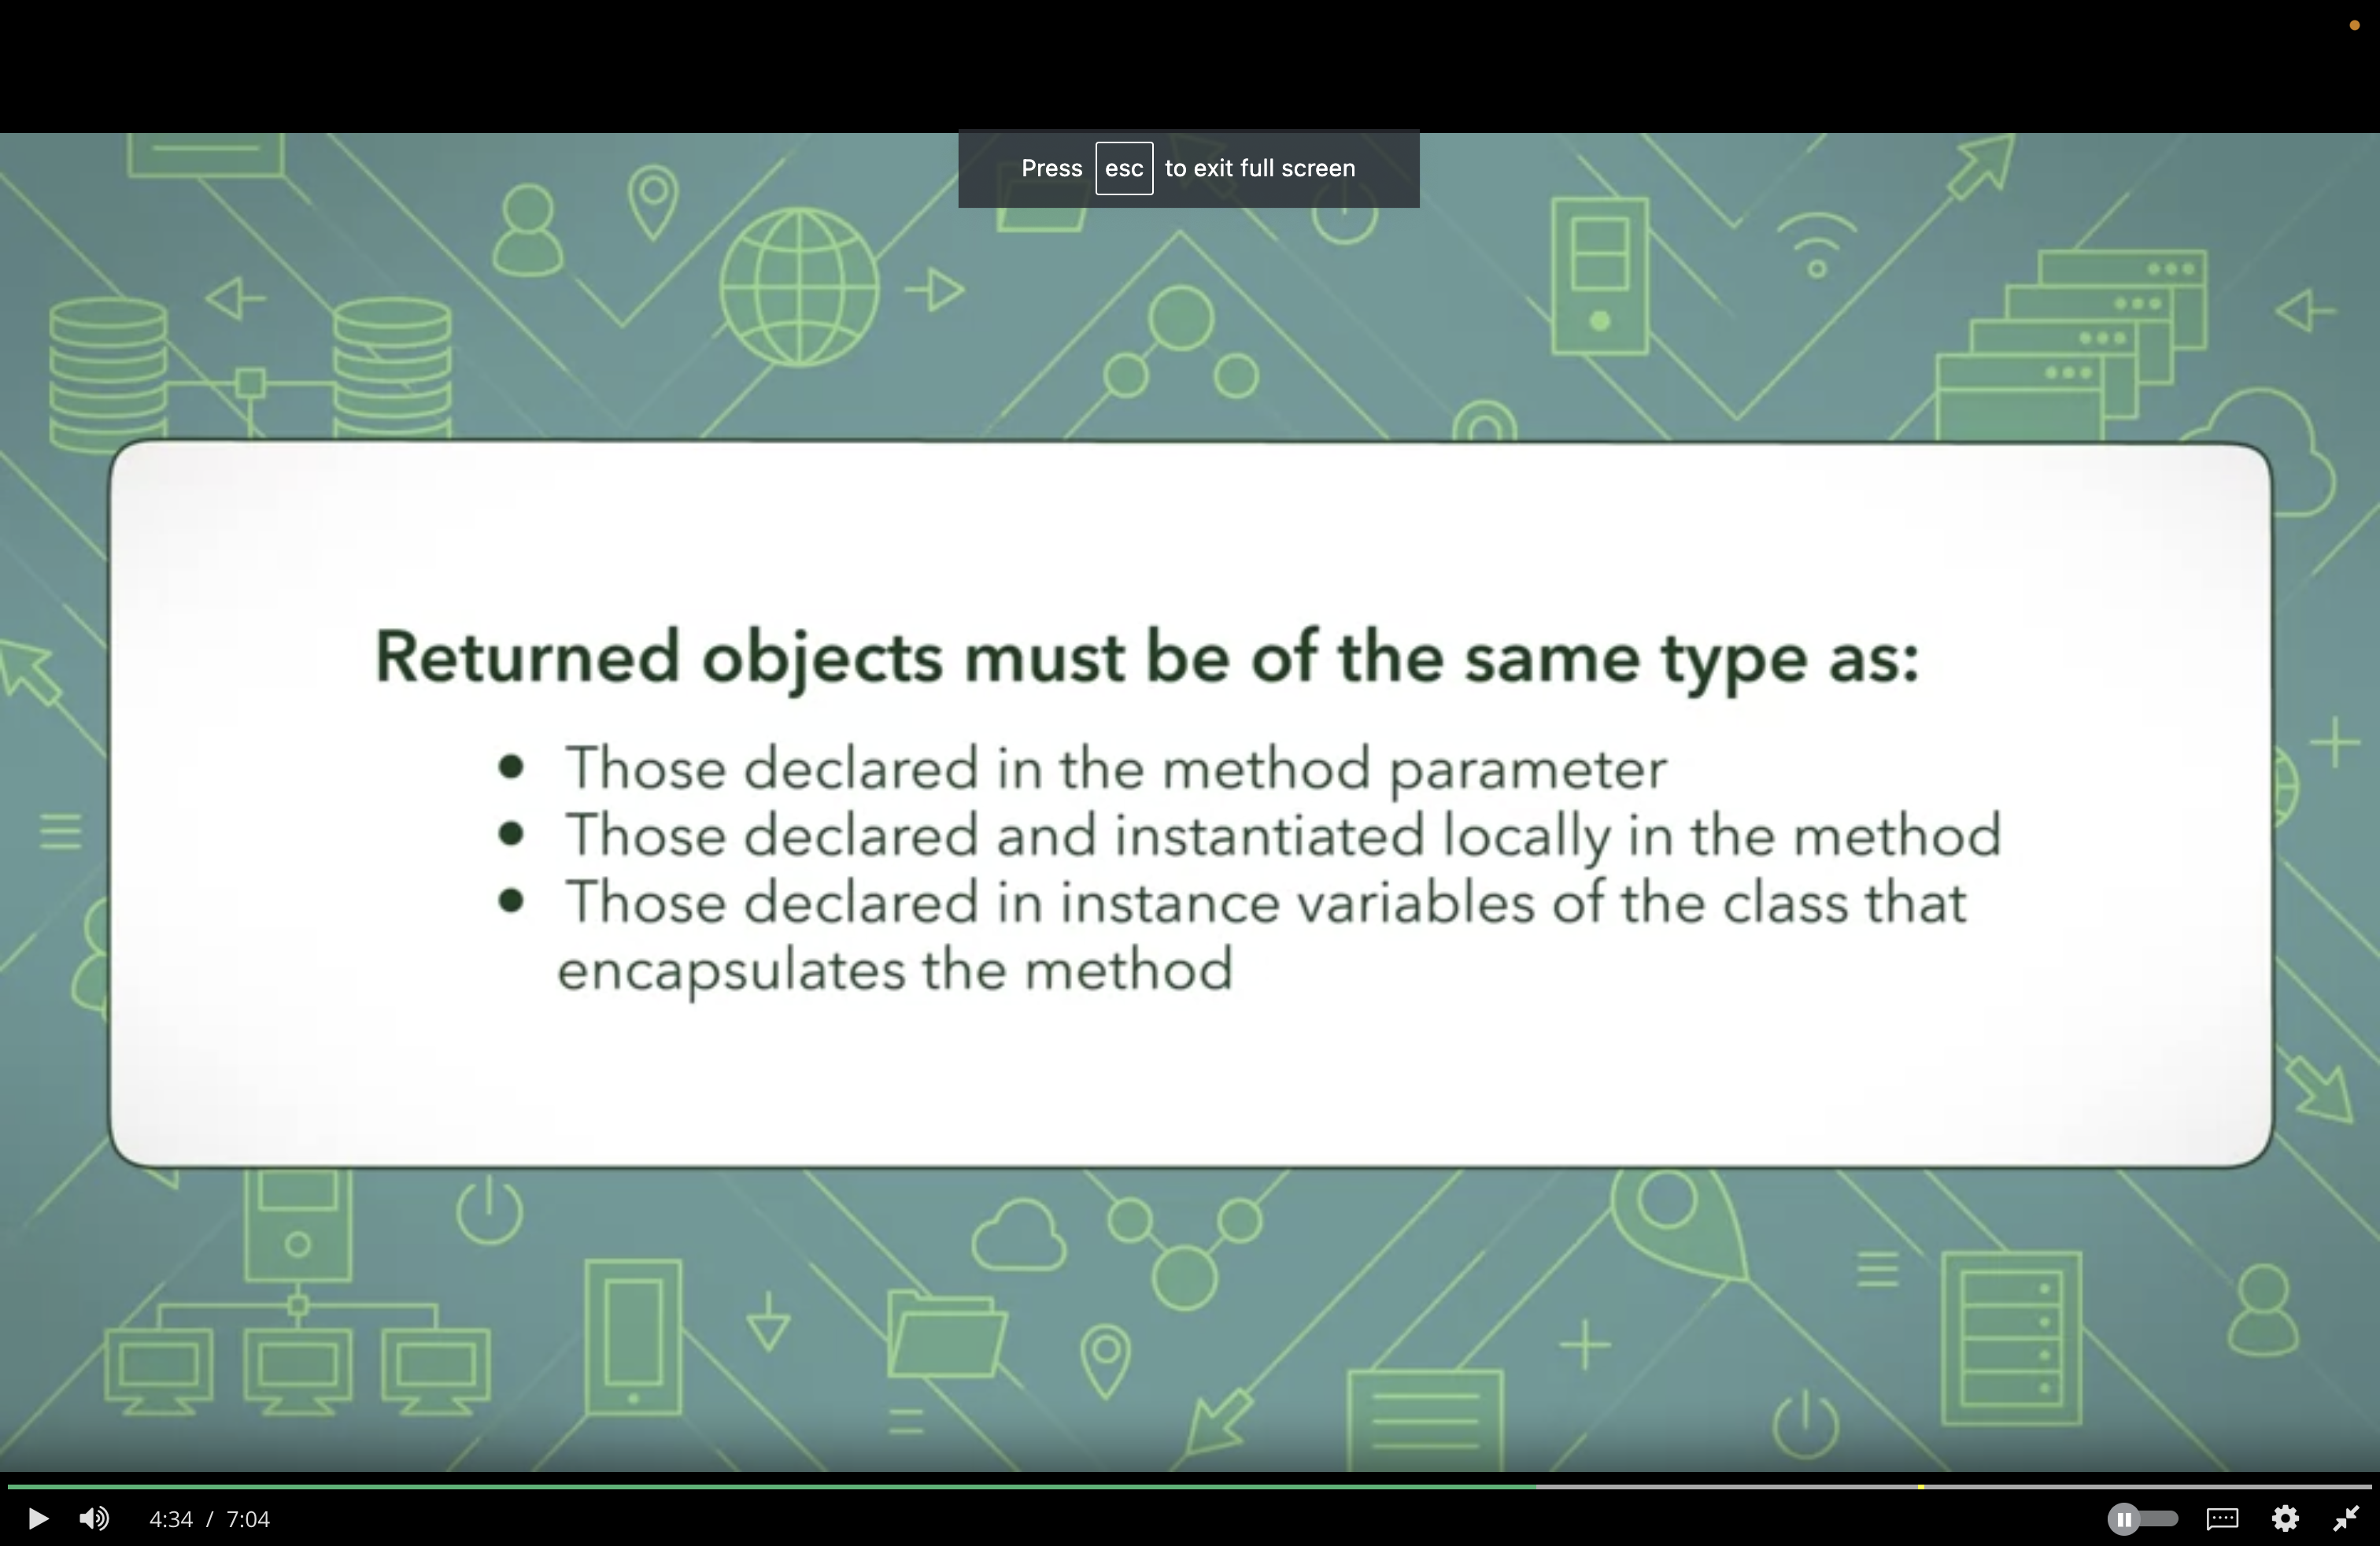 Press esc to exit full screen
Returned objects must be of the same type as:
● Those declared in the method parameter
● Those declared and instantiated locally in the method
● Those declared in instance variables of the class that
encapsulates the method
4:34 / 7:04